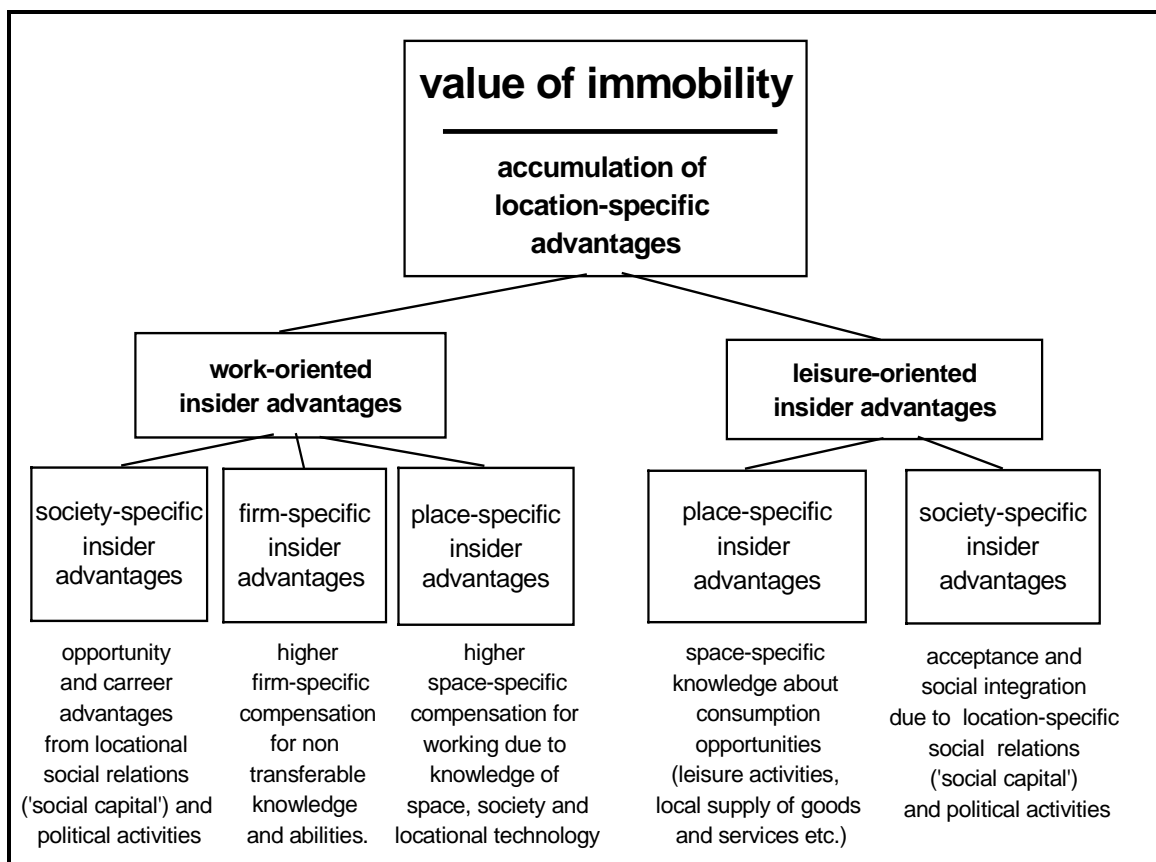 value of immobility
accumulation of
location-specific
advantages
work-oriented
insider advantages
leisure-oriented
insider advantages
society-specific
insider
advantages
firm-specific
insider
advantages
place-specific
insider
advantages
place-specific
insider
advantages
society-specific
insider
advantages
opportunity
and carreer
advantages
from locational
social relations
('social capital') and
political activities
higher
firm-specific
compensation
for non
transferable
knowledge
and abilities.
higher
space-specific
compensation for
working due to
knowledge of
space, society and
locational technology
space-specific
knowledge about
consumption
opportunities
(leisure activities,
local supply of goods
and services etc.)
acceptance and
social integration
due to location-specific
social relations
('social capital')
and political activities